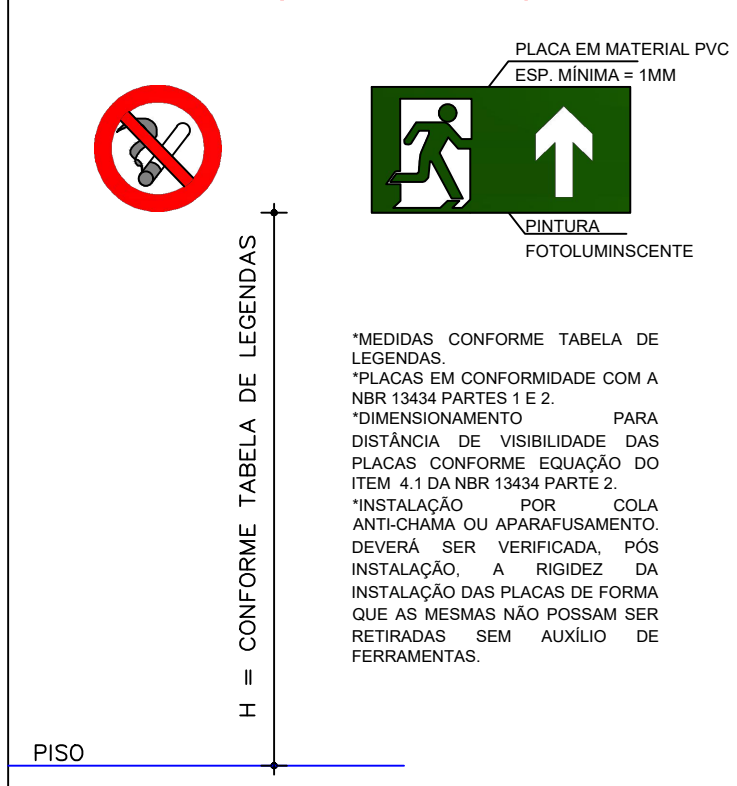 PLACA EM MATERIAL PVC
ESP. MÍNIMA = 1MM
PINTURA
FOTOLUMINSCENTE
H = CONFORME TABELA DE LEGENDAS
*MEDIDAS CONFORME TABELA DE
LEGENDAS.
*PLACAS EM CONFORMIDADE COM A
NBR 13434 PARTES 1 E 2.
*DIMENSIONAMENTO PARA
DISTÂNCIA DE VISIBILIDADE DAS
PLACAS CONFORME EQUAÇÃO DO
ITEM 4.1 DA NBR 13434 PARTE 2.
*INSTALAÇÃO POR COLA
ANTI-CHAMA OU APARAFUSAMENTO.
DEVERÁ SER VERIFICADA, PÓS
INSTALAÇÃO, A RIGIDEZ DA
INSTALAÇÃO DAS PLACAS DE FORMA
QUE AS MESMAS NÃO POSSAM SER
RETIRADAS SEM AUXÍLIO DE
FERRAMENTAS.
PISO